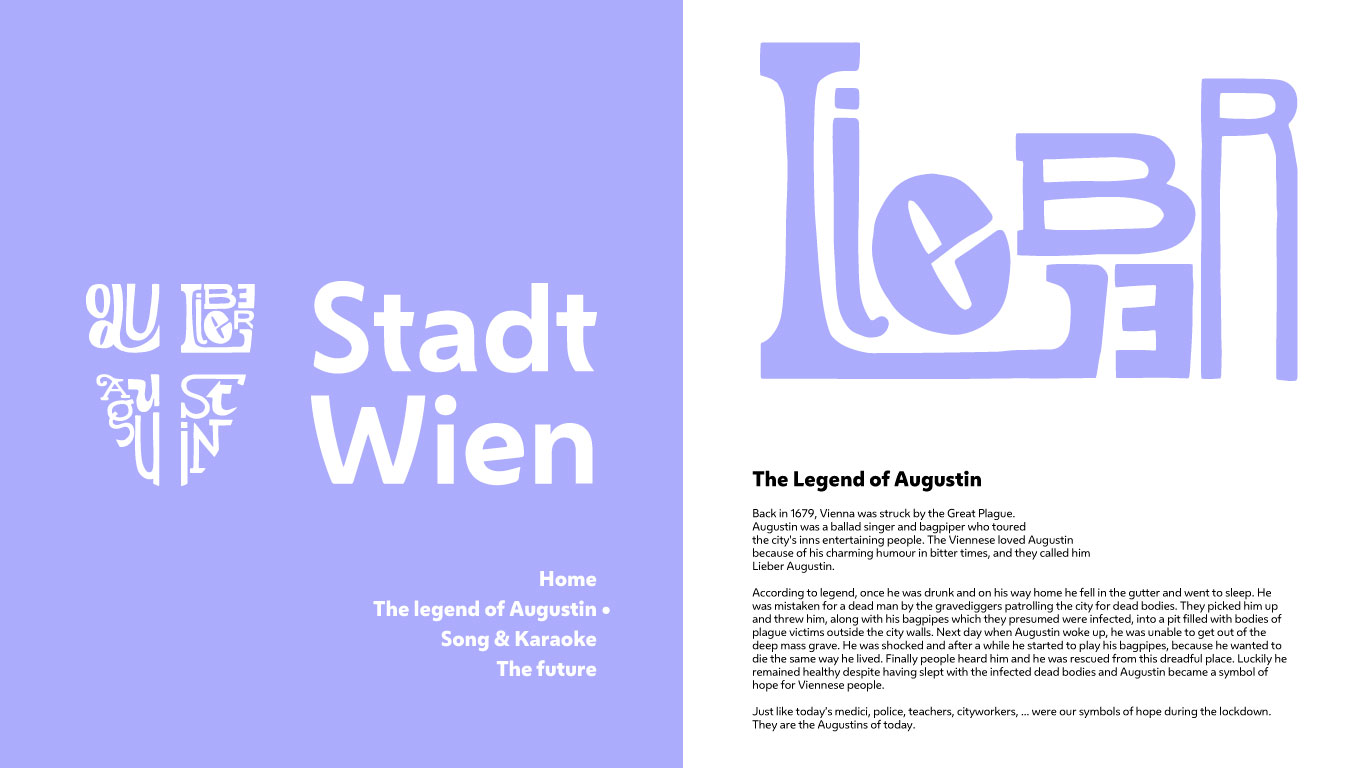 OdU LiEBER
AugSU StiN
Stadt
Wien
Home
The legend of Augustin •
Song & Karaoke
The future
LieBER
The Legend of Augustin
Back in 1679, Vienna was struck by the Great Plague.
Augustin was a ballad singer and bagpiper who toured
the city's inns entertaining people. The Viennese loved Augustin
because of his charming humour in bitter times, and they called him
Lieber Augustin.
According to legend, once he was drunk and on his way home he fell in the gutter and went to sleep. He
was mistaken for a dead man by the gravediggers patrolling the city for dead bodies. They picked him up
and threw him, along with his bagpipes which they presumed were infected, into a pit filled with bodies of
plague victims outside the city walls. Next day when Augustin woke up, he was unable to get out of the
deep mass grave. He was shocked and after a while he started to play his bagpipes, because he wanted to
die the same way he lived. Finally people heard him and he was rescued from this dreadful place. Luckily he
remained healthy despite having slept with the infected dead bodies and Augustin became a symbol of
hope for Viennese people.
Just like today's medici, police, teachers, cityworkers, ... were our symbols of hope during the lockdown.
They are the Augustins of today.